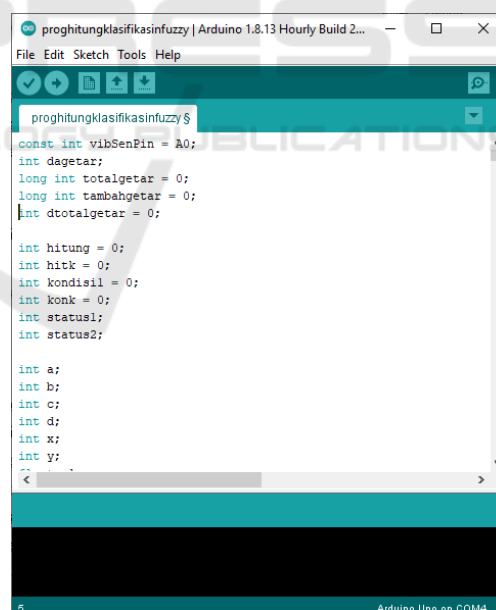 proghitungklasifikasinfuzzy | Arduino 1.8.13 Hourly Build 2...
File Edit Sketch Tools Help
proghitungklasifikasinfuzzy §
const int vibSenPin = A0;
int dagetar;
long int totalgetar = 0;
long int tambahgetar = 0;
int dtotalgetar = 0;
int hitung = 0;
int hitk = 0;
int kondisi1 = 0;
int konk = 0;
int status1;
int status2;
int a;
int b;
int c;
int d;
int x;
int y;
5
Arduino Uno on COM4